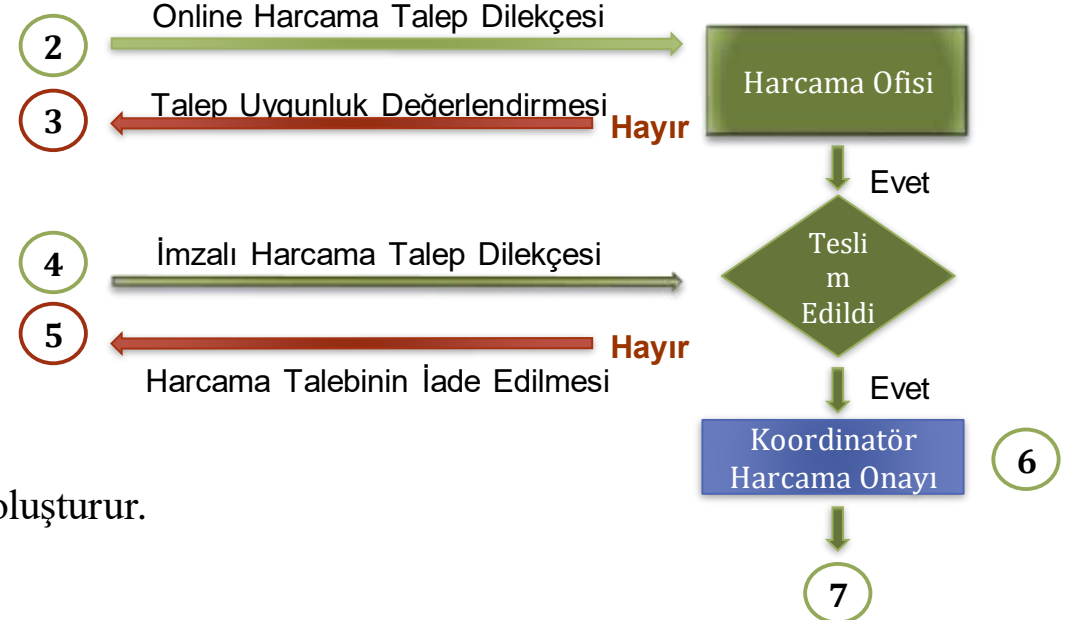 Online Harcama Talep Dilekçesi
2
Harcama Ofisi
Talep Uygunluk Değerlendirmesi
3
Hayır
Evet
İmzalı Harcama Talep Dilekçesi
4
Tesli
m
Edildi
5
Hayır
Harcama Talebinin İade Edilmesi
Evet
Koordinatör
Harcama Onayı
6
oluşturur.
7